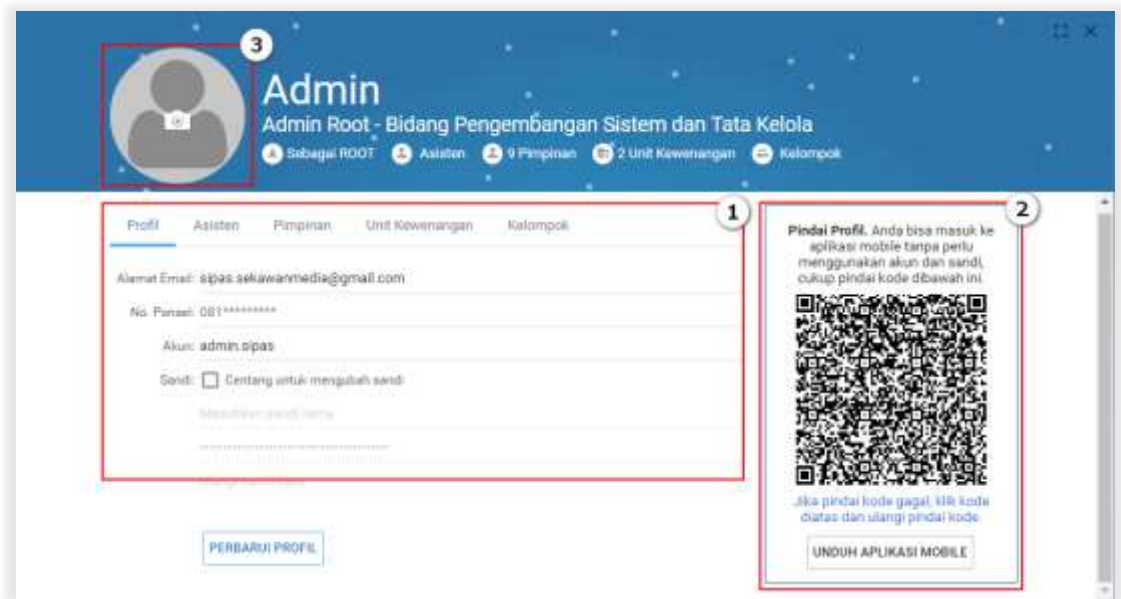 3
Admin
Admin Root - Bidang Pengembangan Sistem dan Tata Kelola
Sebagai ROOT Asisten 9 Pimpinan 2 Unit Kewenangan Kelompok
1
Profil Asisten Pimpinan Unit Kewenangan Kelompok
Alamat Email: sipas.sekawanmedia@gmail.com
No. Ponsel: 081*********
Akun: admin.sipas
Sandi: Centang untuk mengubah sandi
Masukkan sandi lama
PERBARUI PROFIL
2
Pindai Profil. Anda bisa masuk ke
aplikasi mobile tanpa perlu
menggunakan akun dan sandi,
cukup pindai kode dibawah ini.
Jika pindai kode gagal, klik kode
diatas dan ulangi pindai kode.
UNDUH APLIKASI MOBILE